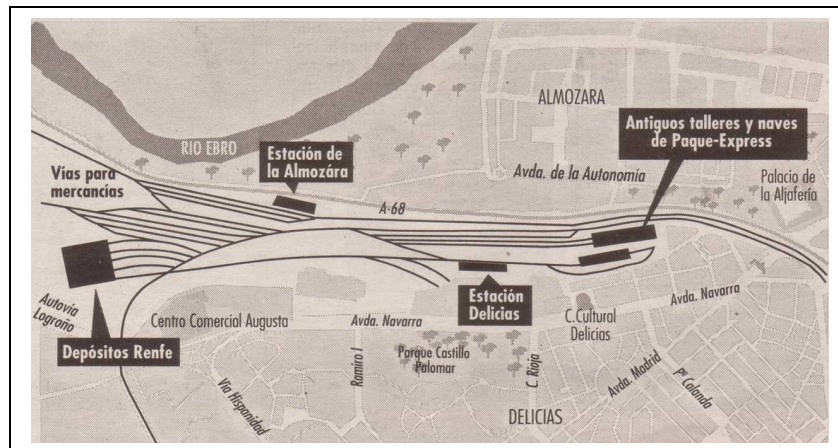 ALMOZARA
Antiguos talleres y naves
de Paque-Express
RIO EBRO
Estación de
la Almozára
Vías para
mercancías
Avda. de la Autonomía
Palacio de
la Aljafería
A-68
Estación
Delicias
Autovía
Logroño
Depósitos Renfe
Centro Comercial Augusta
Avda. Navarra
Avda. Navarra
C.Cultural
Delicias
Parque Castillo
Palomar
Ramiro I
C. Rioja
Vía Hispanidad
Avda. Madrid
Pº Calanda
DELICIAS